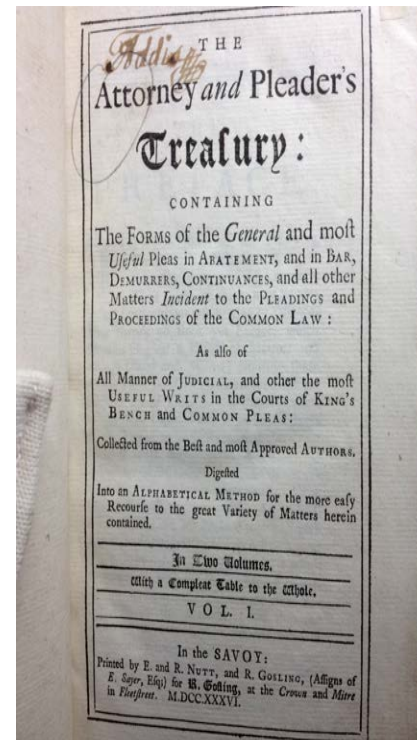 Addis
THE
Attorney and Pleader's
Treaſury:
CONTAINING
The FORMS of the General and moſt
Uſeful Pleas in ABATEMENT, and in BAR,
DEMURRERS, CONTINUANCES, and all other
Matters Incident to the PLEADINGS and
PROCEEDINGS of the COMMON LAW:
As alſo of
All Manner of JUDICIAL, and other the moſt
USEFUL WRITS in the Courts of KING'S
BENCH and COMMON PLEAS:
Collected from the Beſt and moſt Approved AUTHORS.
Digeſted
Into an ALPHABETICAL METHOD for the more eaſy
Recourſe to the great Variety of Matters herein
contained.
In Two Volumes.
With a Compleat Table to the Whole.
VOL. I.
In the SAVOY:
Printed by E. and R. NUTT, and R. GOSLING, (Aſſigns of
E. Sayer, Eſq;) for R. Goſling, at the Crown and Mitre
in Fleetſtreet. M.DCC.XXXVI.